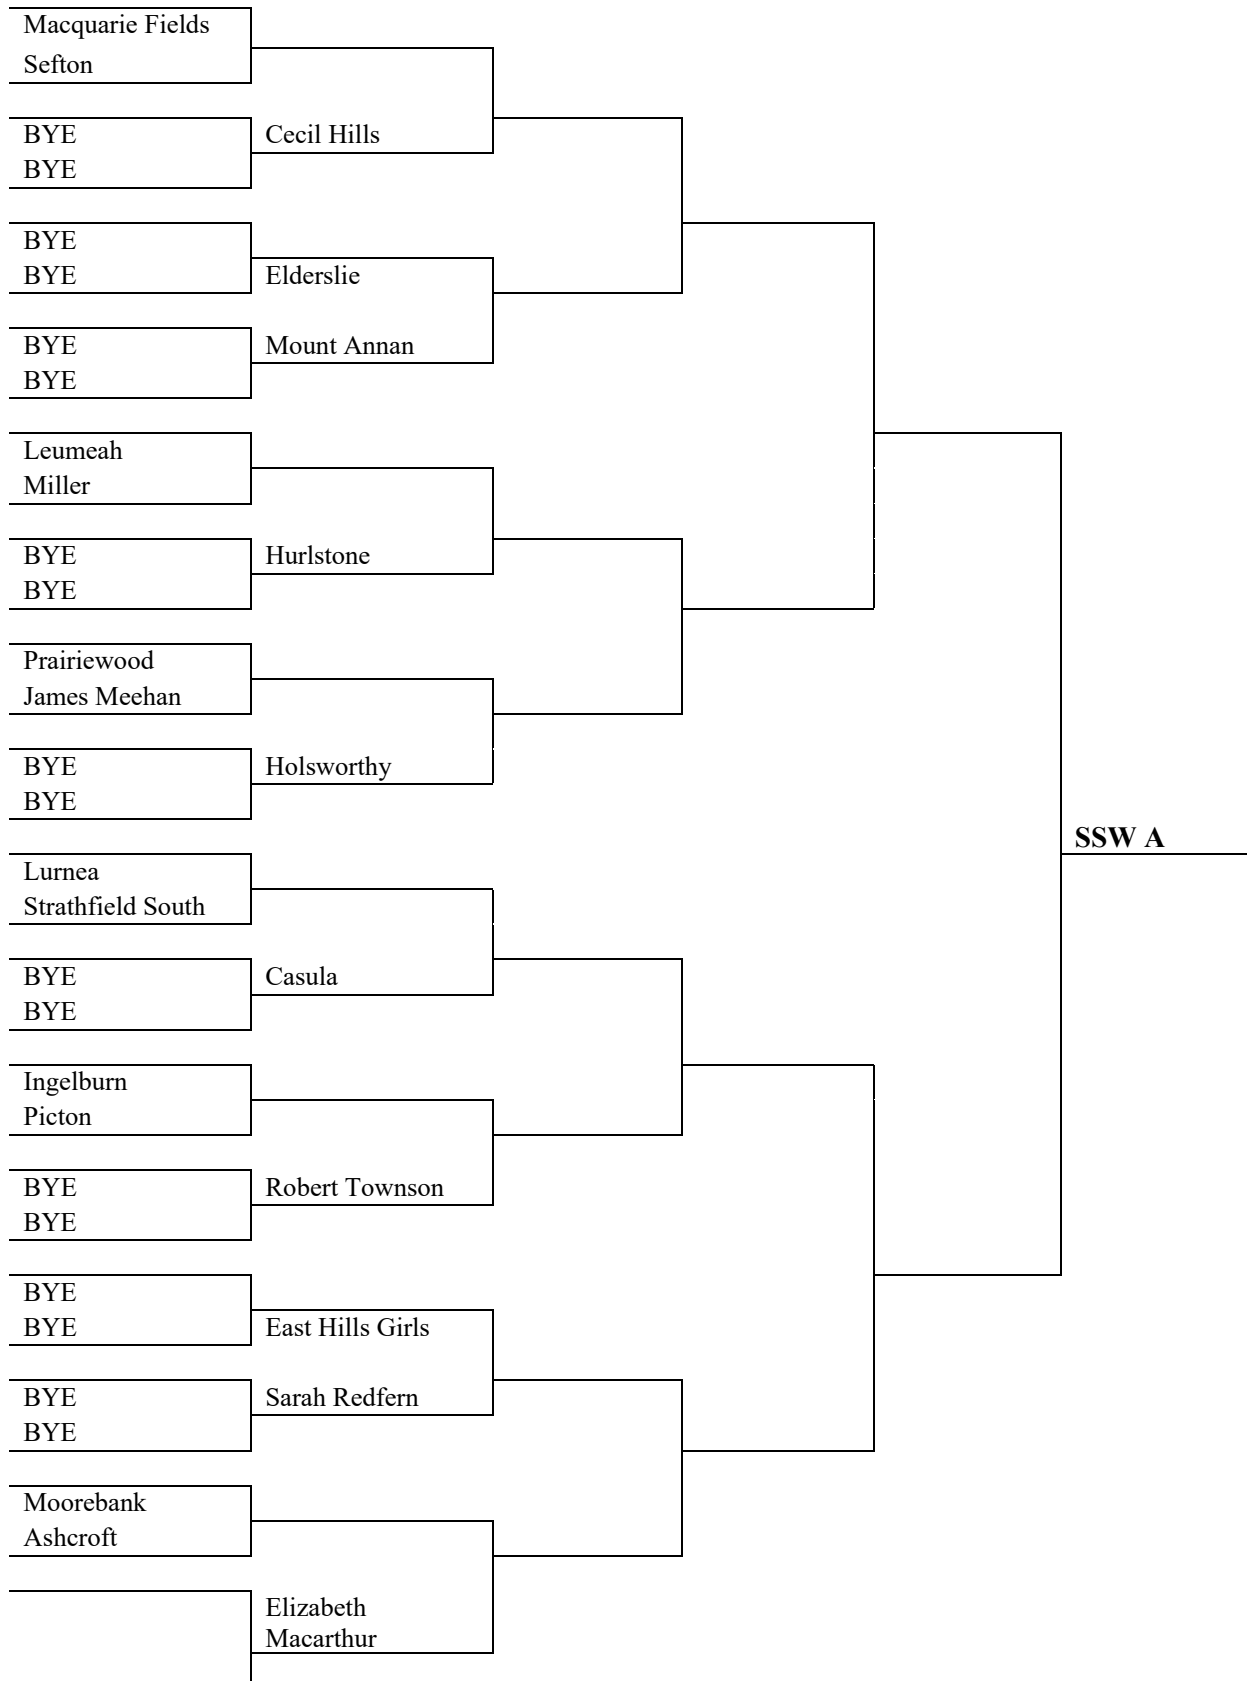 Macquarie Fields
Sefton
BYE
Cecil Hills
BYE
BYE
BYE
Elderslie
BYE
Mount Annan
BYE
Leumeah
Miller
BYE
Hurlstone
BYE
Prairiewood
James Meehan
BYE
Holsworthy
BYE
SSW A
Lurnea
Strathfield South
BYE
Casula
BYE
Ingelburn
Picton
BYE
Robert Townson
BYE
BYE
BYE
East Hills Girls
BYE
Sarah Redfern
BYE
Moorebank
Ashcroft
Elizabeth
Macarthur